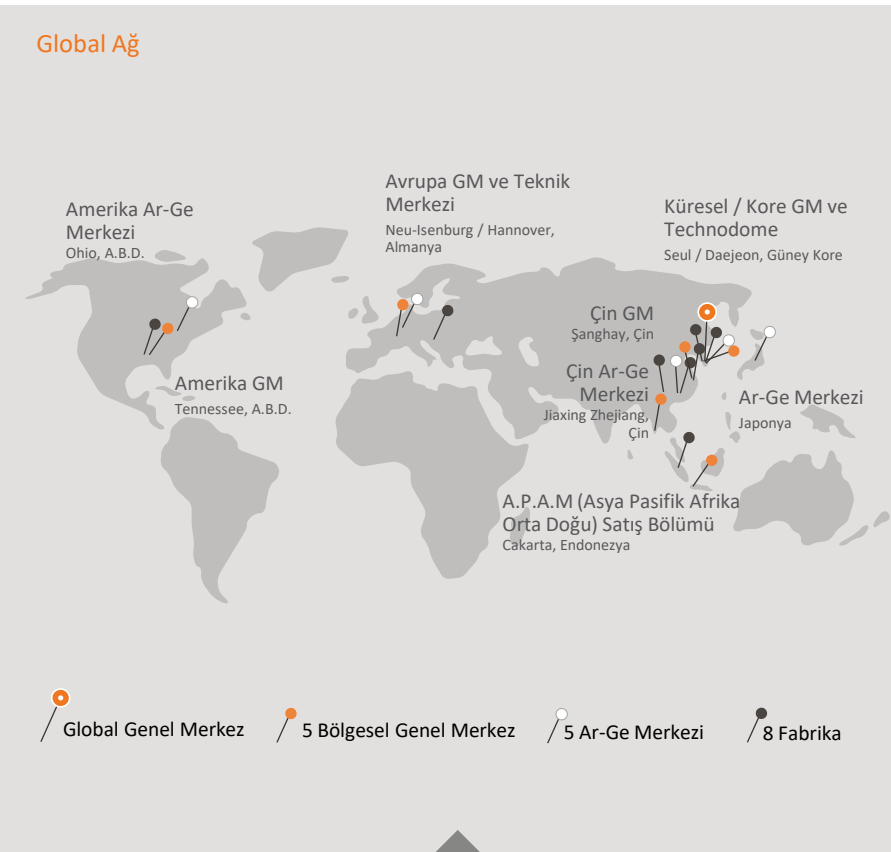 Global Ağ
Amerika Ar-Ge
Merkezi
Ohio, A.B.D.
Avrupa GM ve Teknik
Merkezi
Neu-Isenburg / Hannover,
Almanya
Küresel / Kore GM ve
Technodome
Seul / Daejeon, Güney Kore
Çin GM
Şanghay, Çin
Çin Ar-Ge
Merkezi
Jiaxing Zhejiang,
Çin
Amerika GM
Tennessee, A.B.D.
Ar-Ge Merkezi
Japonya
A.P.A.M (Asya Pasifik Afrika
Orta Doğu) Satış Bölümü
Cakarta, Endonezya
Global Genel Merkez
5 Bölgesel Genel Merkez
5 Ar-Ge Merkezi
8 Fabrika